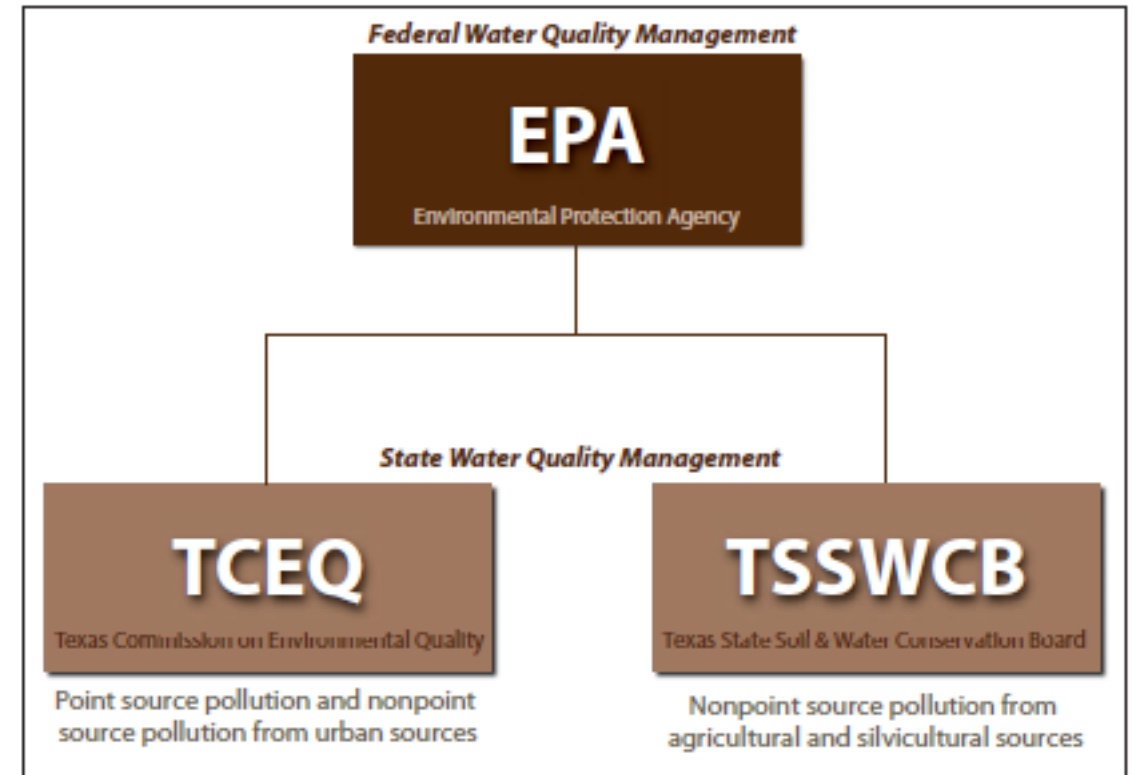 Federal Water Quality Management
EPA
Environmental Protection Agency
State Water Quality Management
TCEQ
Texas Commission on Environmental Quality
Point source pollution and nonpoint
source pollution from urban sources
TSSWCB
Texas State Soil & Water Conservation Board
Nonpoint source pollution from
agricultural and silvicultural sources